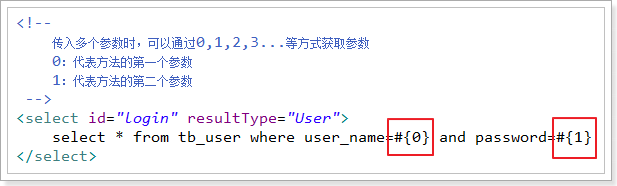 <!--
传入多个参数时，可以通过0,1,2,3...等方式获取参数
0：代表方法的第一个参数
1：代表方法的第二个参数
-->
<select id="login" resultType="User">
select * from tb_user where user_name=#{0} and password=#{1}
</select>